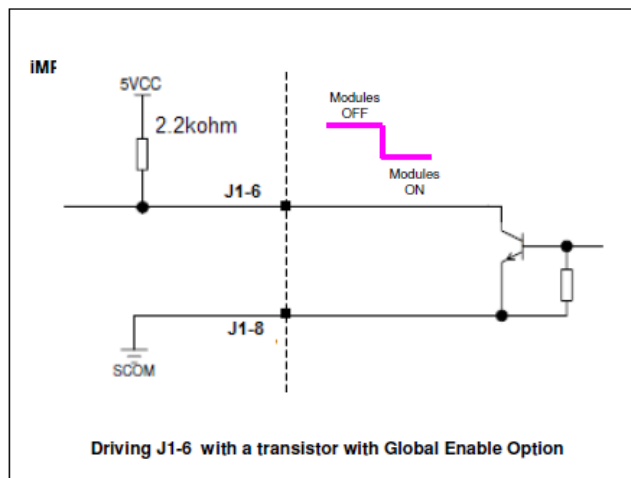 iMP
5VCC
2.2kohm
Modules
OFF
Modules
ON
J1-6
J1-8
SCOM
Driving J1-6 with a transistor with Global Enable Option